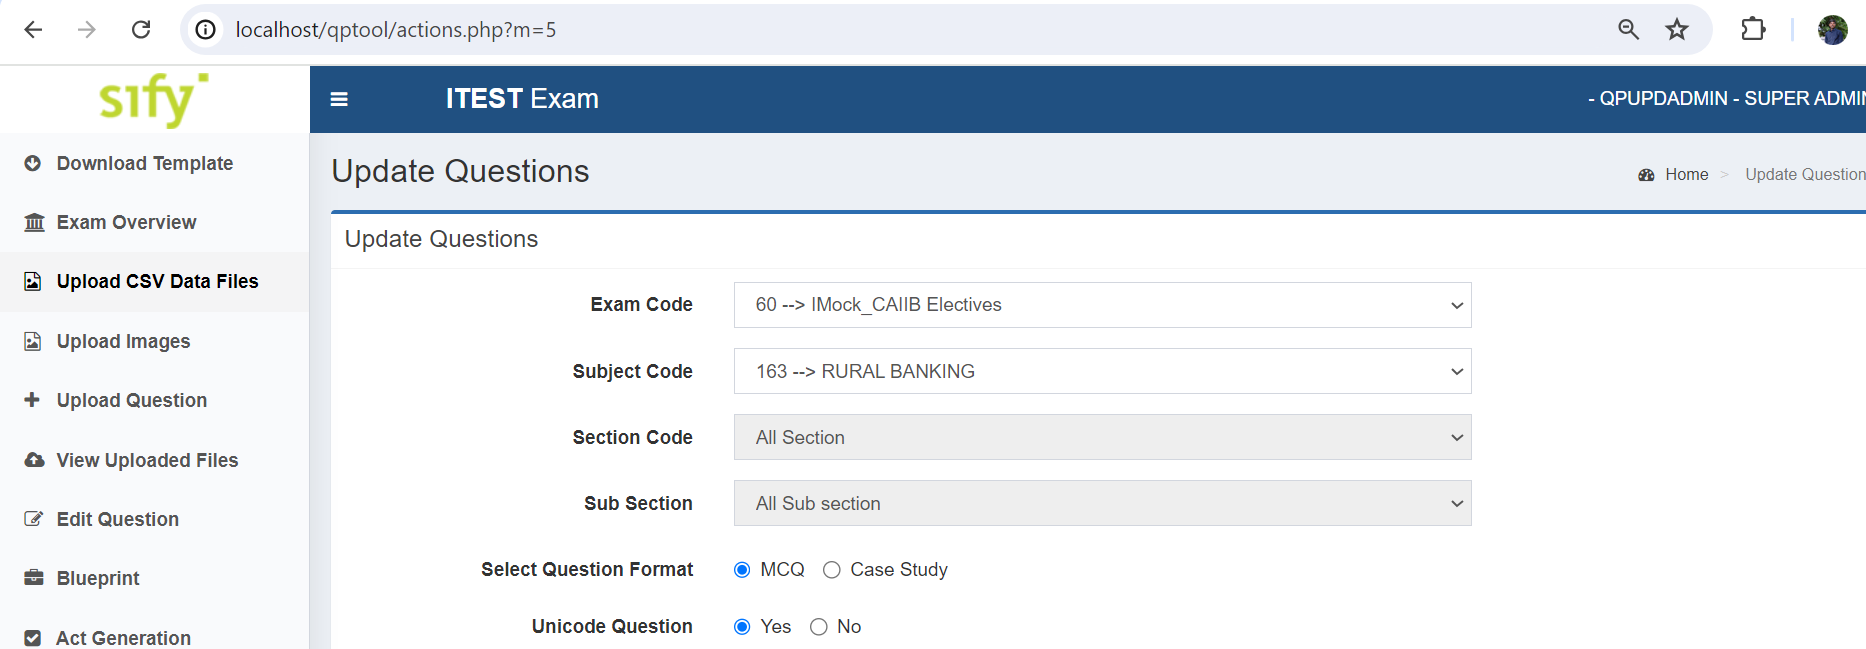 localhost/qptool/actions.php?m=5
sify
ITEST Exam
- QPUPDADMIN - SUPER ADMIN
Download Template
Exam Overview
Upload CSV Data Files
Upload Images
Upload Question
View Uploaded Files
Edit Question
Blueprint
Act Generation
Update Questions
Home > Update Question
Update Questions
Exam Code 60 --> IMock_CAIIB Electives
Subject Code 163 --> RURAL BANKING
Section Code All Section
Sub Section All Sub section
Select Question Format MCQ Case Study
Unicode Question Yes No